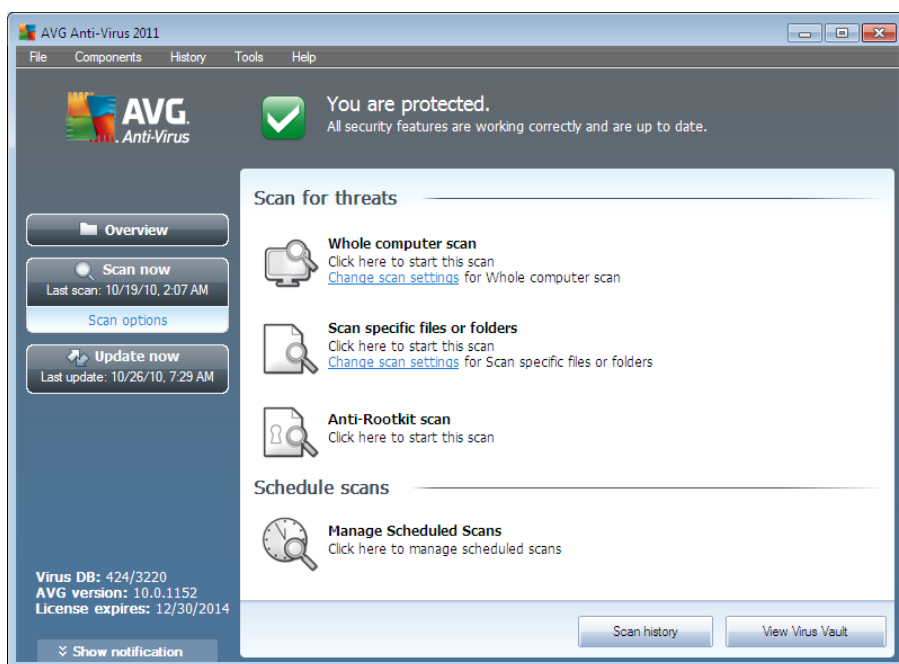 AVG Anti-Virus 2011
File Components History Tools Help
AVG.
Anti-Virus
You are protected.
All security features are working correctly and are up to date.
Overview
Scan now
Last scan: 10/19/10, 2:07 AM
Scan options
Update now
Last update: 10/26/10, 7:29 AM
Scan for threats
Whole computer scan
Click here to start this scan
Change scan settings for Whole computer scan
Scan specific files or folders
Click here to start this scan
Change scan settings for Scan specific files or folders
Anti-Rootkit scan
Click here to start this scan
Schedule scans
Manage Scheduled Scans
Click here to manage scheduled scans
Virus DB: 424/3220
AVG version: 10.0.1152
License expires: 12/30/2014
Show notification
Scan history
View Virus Vault